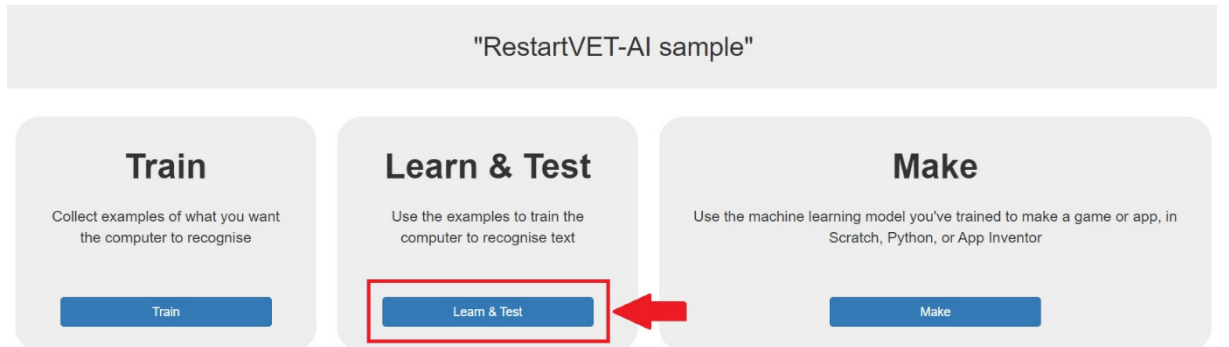 "RestartVET-AI sample"
Train
Collect examples of what you want
the computer to recognise
Train
Learn & Test
Use the examples to train the
computer to recognise text
Learn & Test
Make
Use the machine learning model you've trained to make a game or app, in
Scratch, Python, or App Inventor
Make